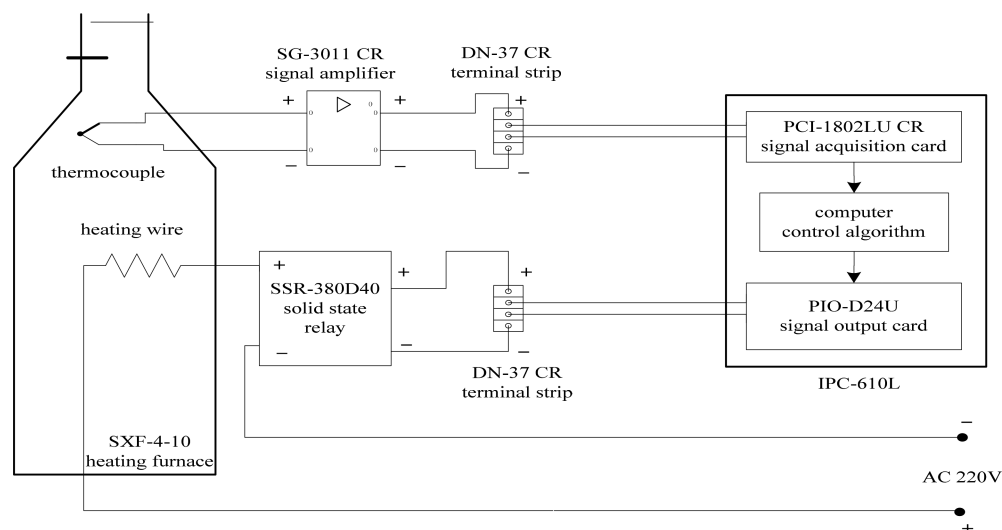 SG-3011 CR
signal amplifier
DN-37 CR
terminal strip
+
+
+
−
−
−
thermocouple
PCI-1802LU CR
signal acquisition card
computer
control algorithm
PIO-D24U
signal output card
IPC-610L
heating wire
+
SSR-380D40
solid state
relay
−
+
−
+
−
DN-37 CR
terminal strip
SXF-4-10
heating furnace
−
AC 220V
+